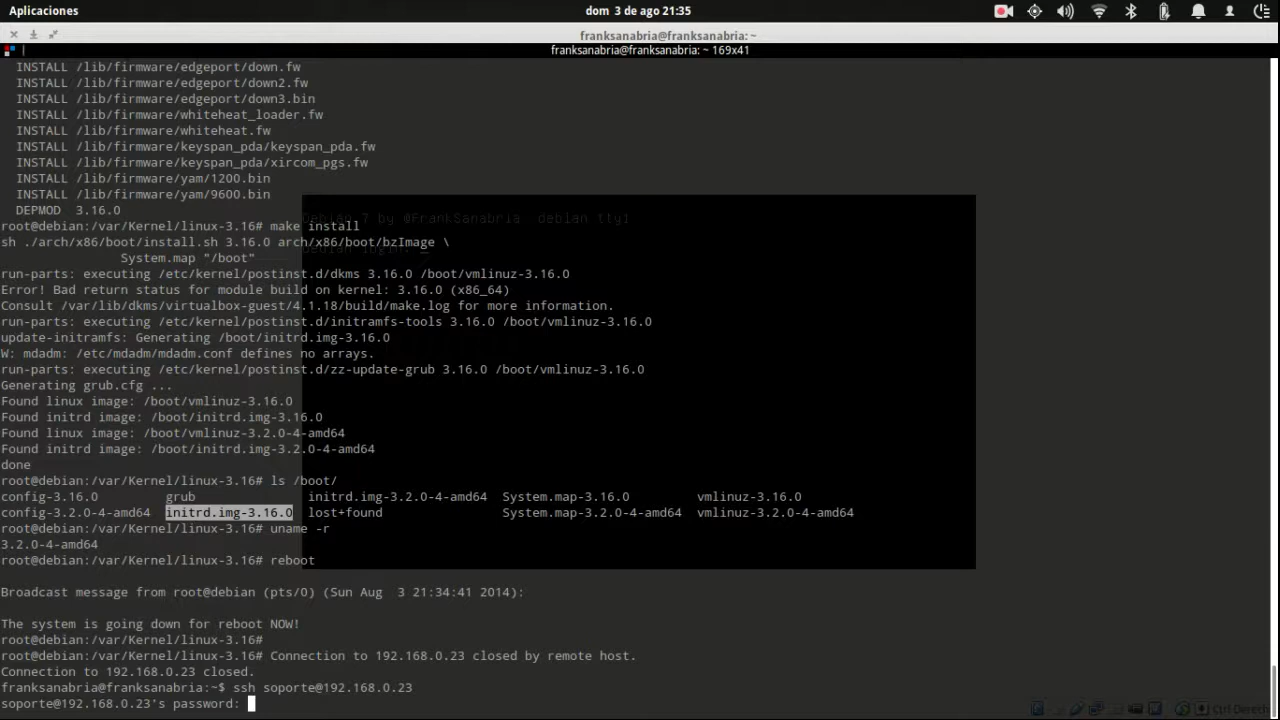 Aplicaciones
dom 3 de ago 21:35
franksanabria@franksanabria: ~
franksanabria@franksanabria: ~ 169x41
INSTALL /lib/firmware/edgeport/down.fw
INSTALL /lib/firmware/edgeport/down2.fw
INSTALL /lib/firmware/edgeport/down3.bin
INSTALL /lib/firmware/whiteheat_loader.fw
INSTALL /lib/firmware/whiteheat.fw
INSTALL /lib/firmware/keyspan_pda/keyspan_pda.fw
INSTALL /lib/firmware/keyspan_pda/xircom_pgs.fw
INSTALL /lib/firmware/yam/1200.bin
INSTALL /lib/firmware/yam/9600.bin
DEPMOD  3.16.0
Debian 7 by @FrankSanabria  debian tty1
root@debian:/var/Kernel/linux-3.16# make install
sh ./arch/x86/boot/install.sh 3.16.0 arch/x86/boot/bzImage \
debian login: _
System.map "/boot"
run-parts: executing /etc/kernel/postinst.d/dkms 3.16.0 /boot/vmlinuz-3.16.0
Error! Bad return status for module build on kernel: 3.16.0 (x86_64)
Consult /var/lib/dkms/virtualbox-guest/4.1.18/build/make.log for more information.
run-parts: executing /etc/kernel/postinst.d/initramfs-tools 3.16.0 /boot/vmlinuz-3.16.0
update-initramfs: Generating /boot/initrd.img-3.16.0
W: mdadm: /etc/mdadm/mdadm.conf defines no arrays.
run-parts: executing /etc/kernel/postinst.d/zz-update-grub 3.16.0 /boot/vmlinuz-3.16.0
Generating grub.cfg ...
Found linux image: /boot/vmlinuz-3.16.0
Found initrd image: /boot/initrd.img-3.16.0
Found linux image: /boot/vmlinuz-3.2.0-4-amd64
Found initrd image: /boot/initrd.img-3.2.0-4-amd64
done
root@debian:/var/Kernel/linux-3.16# ls /boot/
config-3.16.0         grub               initrd.img-3.2.0-4-amd64  System.map-3.16.0         vmlinuz-3.16.0
config-3.2.0-4-amd64  initrd.img-3.16.0  lost+found                System.map-3.2.0-4-amd64  vmlinuz-3.2.0-4-amd64
root@debian:/var/Kernel/linux-3.16# uname -r
3.2.0-4-amd64
root@debian:/var/Kernel/linux-3.16# reboot
Broadcast message from root@debian (pts/0) (Sun Aug  3 21:34:41 2014):
The system is going down for reboot NOW!
root@debian:/var/Kernel/linux-3.16#
root@debian:/var/Kernel/linux-3.16# Connection to 192.168.0.23 closed by remote host.
Connection to 192.168.0.23 closed.
franksanabria@franksanabria:~$ ssh soporte@192.168.0.23
soporte@192.168.0.23's password:
Ctrl Derecho